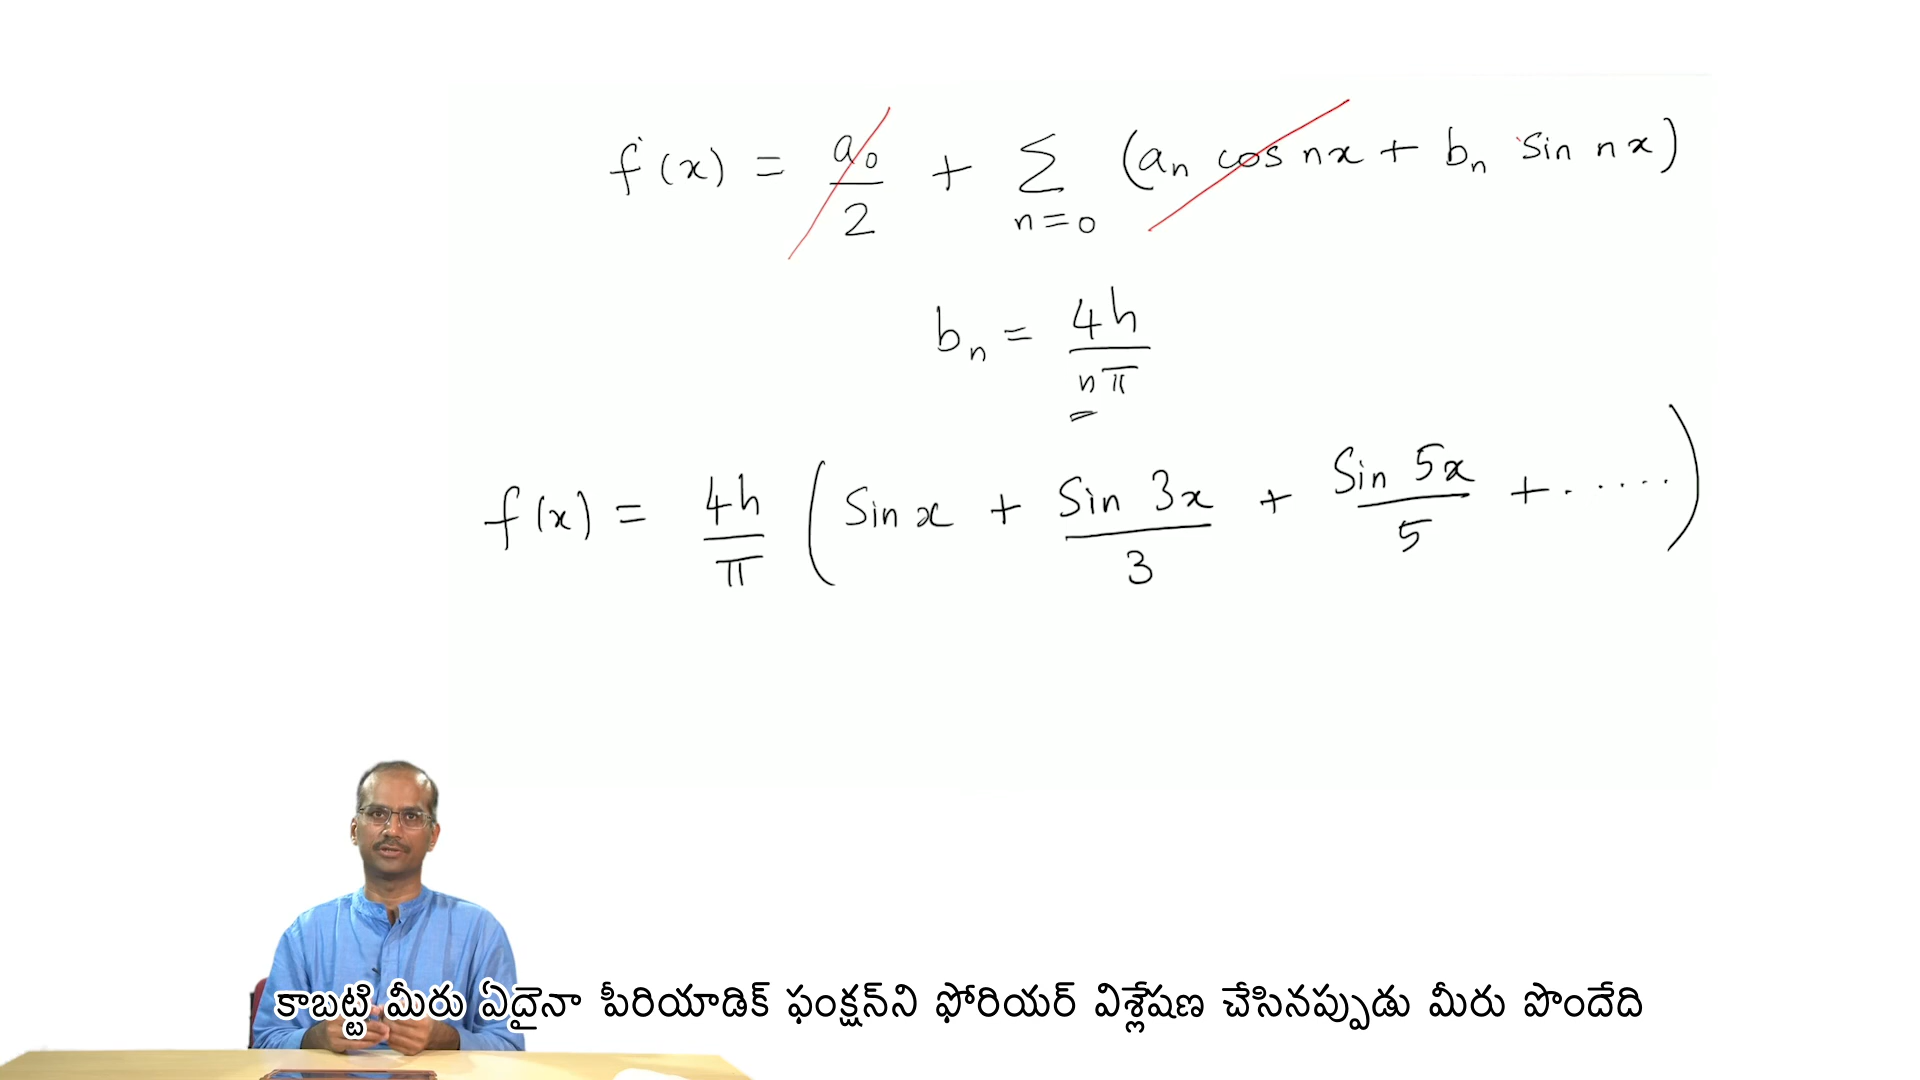 f(x) = a₀/2 + Σ n=0 (aₙ cos nx + bₙ sin nx)
bₙ = 4h/nπ
f(x) = 4h/π (Sin x + Sin 3x/3 + Sin 5x/5 + ......)
కాబట్టి మీరు ఏదైనా పీరియాడిక్ ఫంక్షన్‌ని ఫోరియర్ విశ్లేషణ చేసినప్పుడు మీరు పొందేది